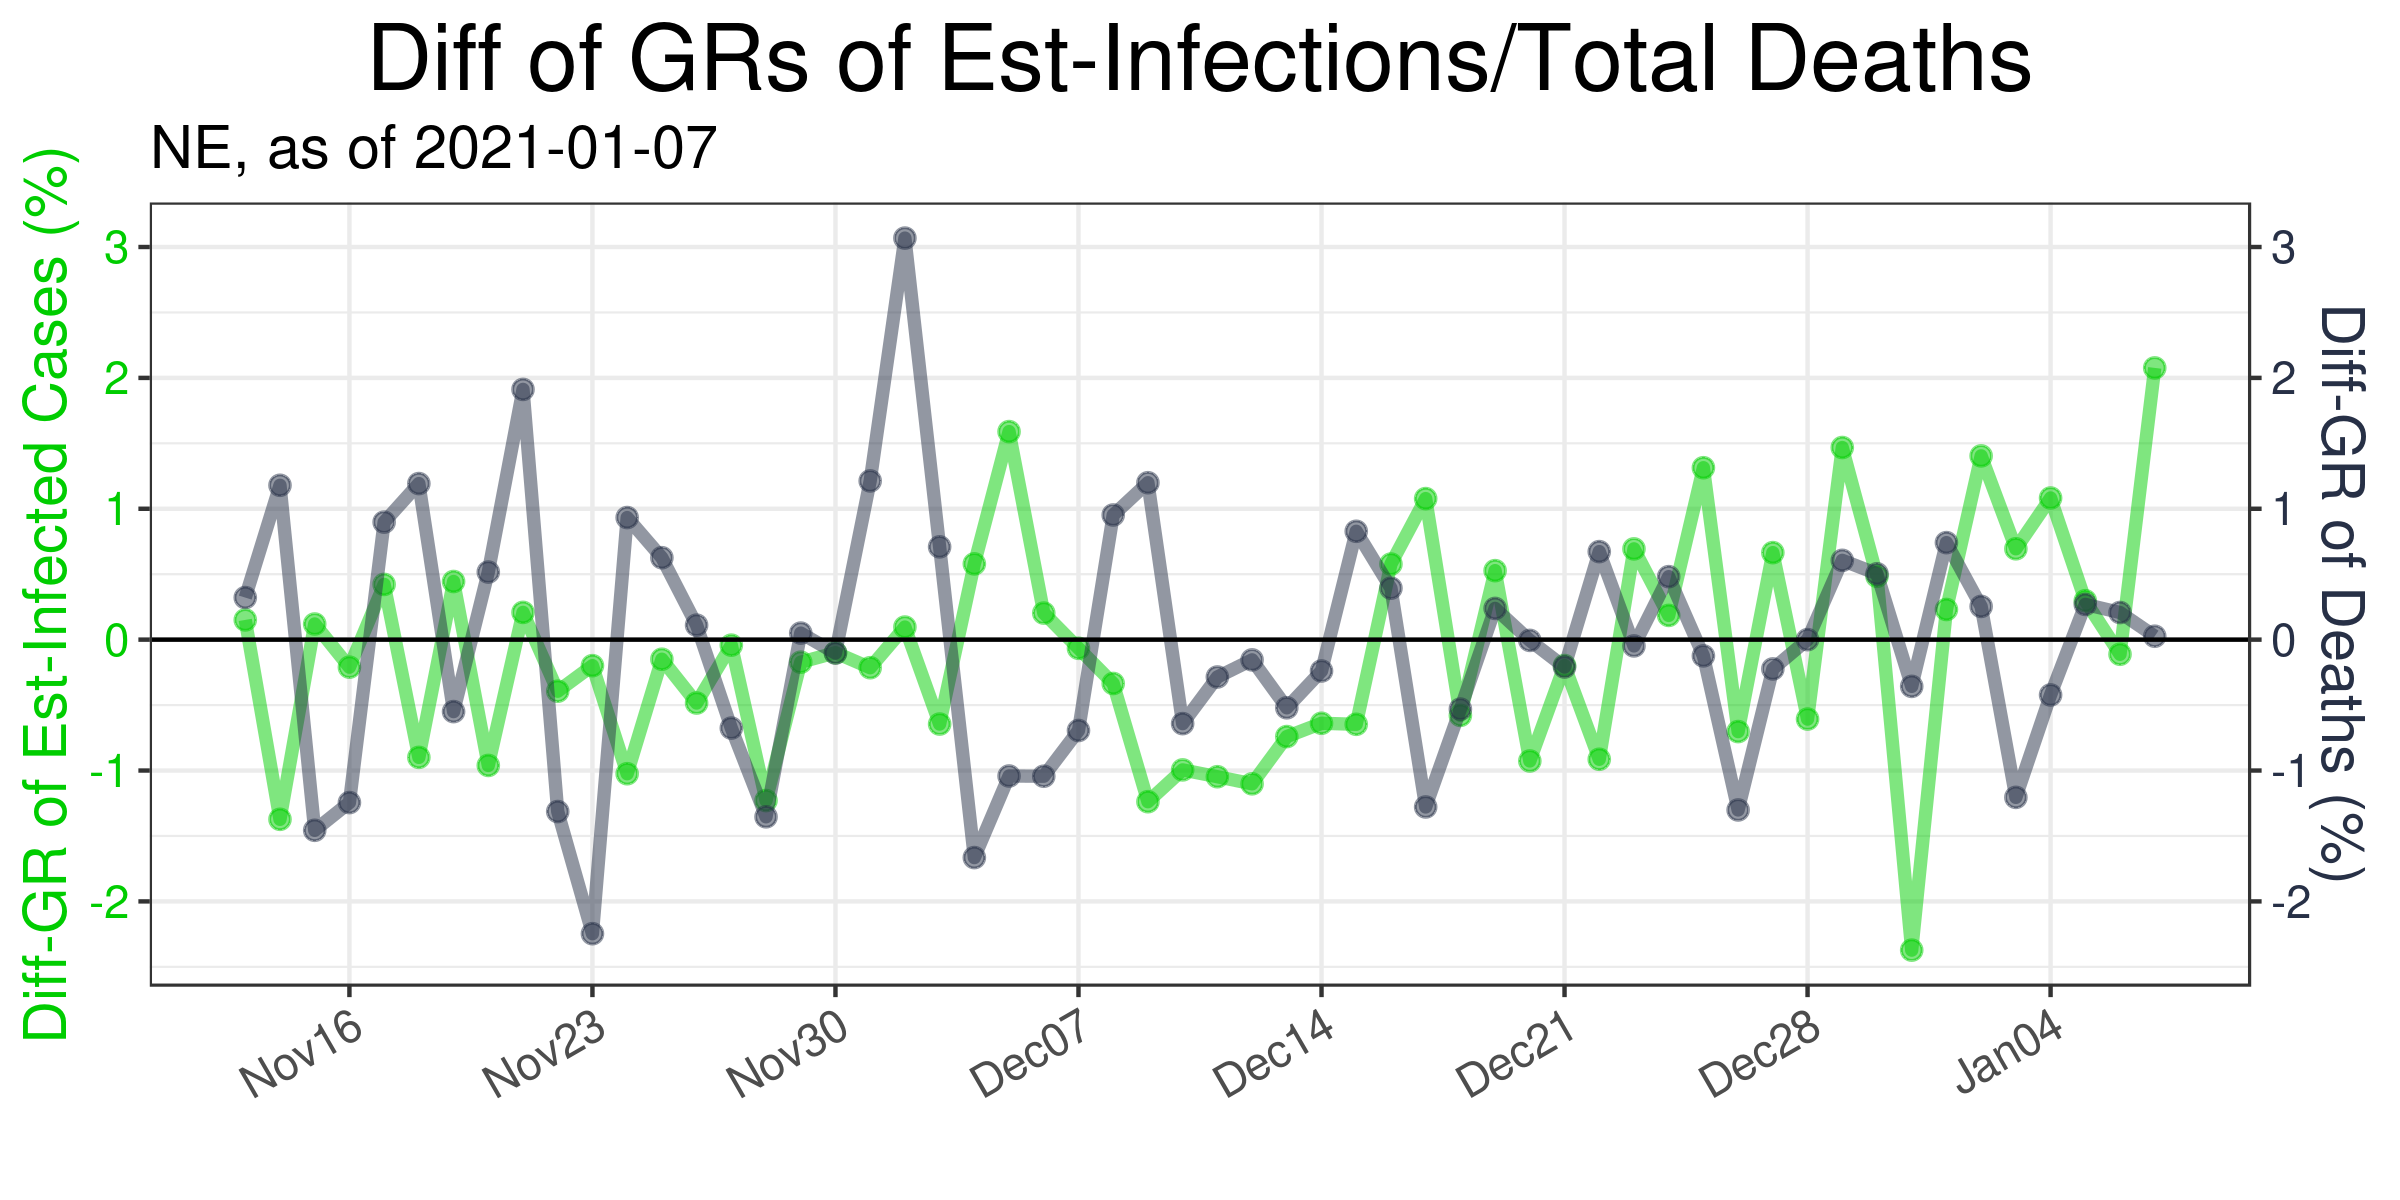 Diff of GRs of Est-Infections/Total Deaths
NE, as of 2021-01-07
Diff-GR of Est-Infected Cases (%)
3
2
1
0
-1
-2
3
2
1
0
-1
-2
Diff-GR of Deaths (%)
Nov16
Nov23
Nov30
Dec07
Dec14
Dec21
Dec28
Jan04